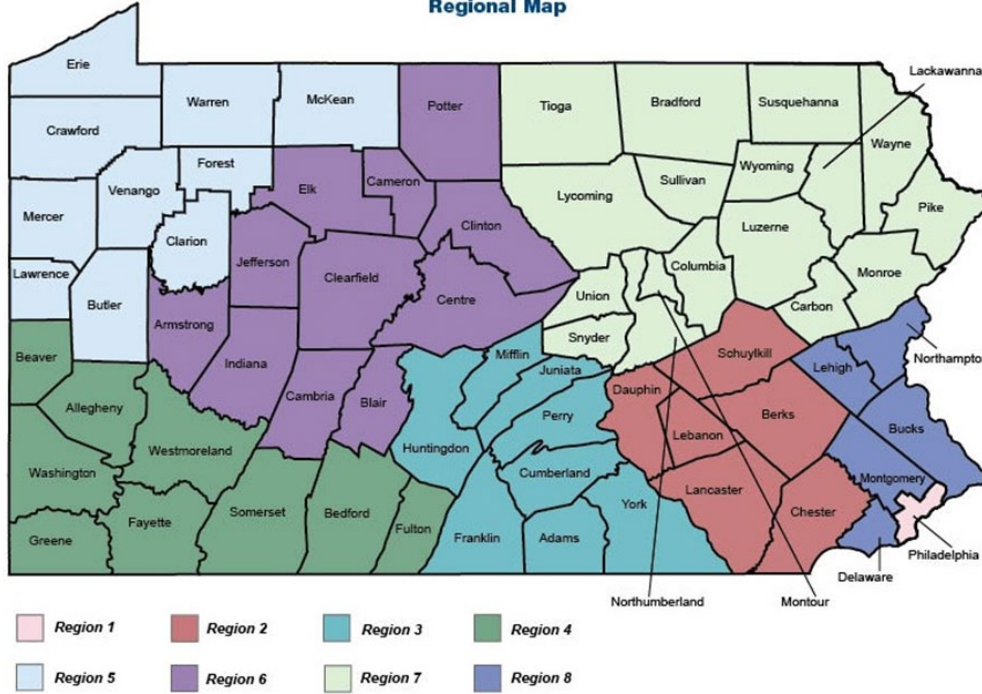 Regional Map
Erie
Warren
McKean
Potter
Tioga
Bradford
Susquehanna
Lackawanna
Crawford
Wayne
Forest
Venango
Elk
Cameron
Lycoming
Sullivan
Wyoming
Mercer
Clarion
Clinton
Luzerne
Pike
Jefferson
Clearfield
Columbia
Lawrence
Butler
Centre
Union
Carbon
Monroe
Armstrong
Snyder
Beaver
Indiana
Mifflin
Juniata
Schuylkill
Northampton
Lehigh
Allegheny
Cambria
Blair
Perry
Dauphin
Berks
Bucks
Westmoreland
Huntingdon
Lebanon
Washington
Cumberland
Montgomery
Lancaster
York
Somerset
Bedford
Fulton
Fayette
Chester
Greene
Franklin
Adams
Philadelphia
Delaware
Northumberland
Montour
Region 1
Region 2
Region 3
Region 4
Region 5
Region 6
Region 7
Region 8